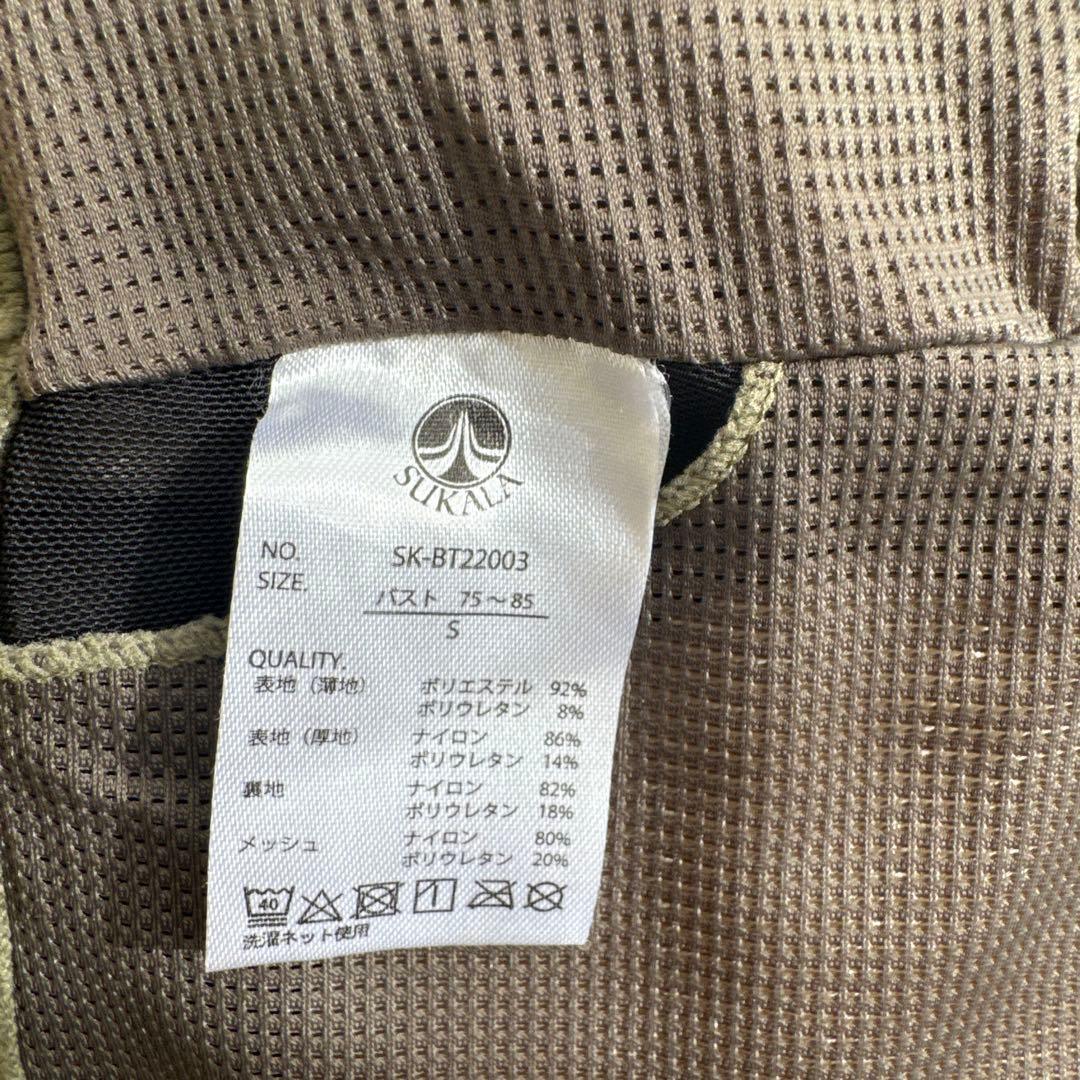 SUKALA
NO. SK-BT22003
SIZE. バスト 75～85
S
QUALITY.
表地（薄地） ポリエステル 92%
ポリウレタン 8%
表地（厚地） ナイロン 86%
ポリウレタン 14%
裏地 ナイロン 82%
ポリウレタン 18%
メッシュ ナイロン 80%
ポリウレタン 20%
40
洗濯ネット使用